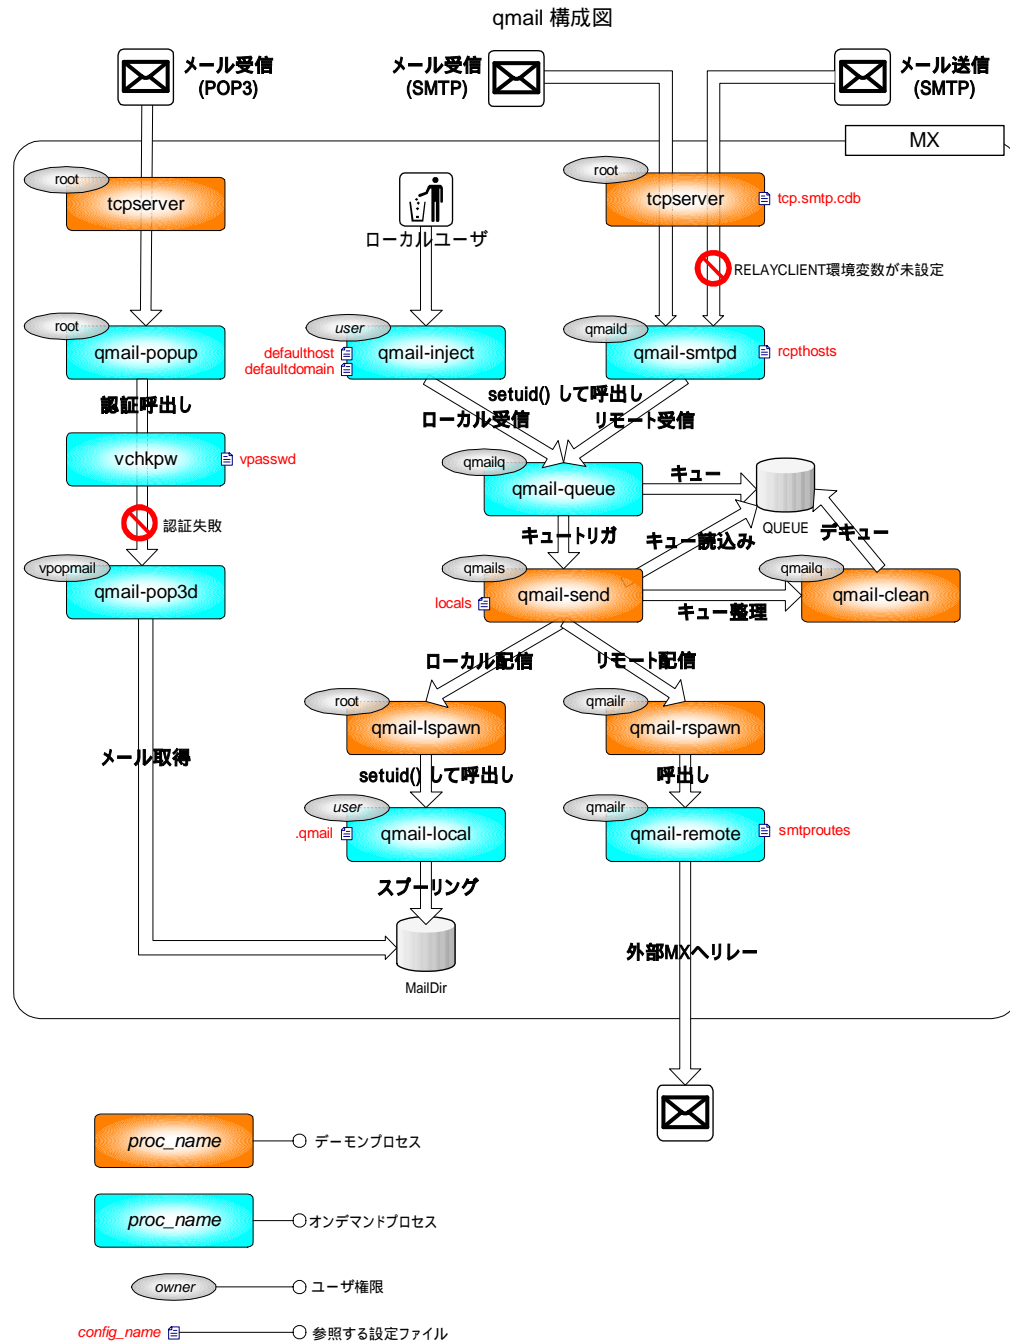 qmail 構成図
メール受信
(POP3)
メール受信
(SMTP)
メール送信
(SMTP)
MX
root
tcpserver
ローカルユーザ
root
tcpserver
tcp.smtp.cdb
RELAYCLIENT環境変数が未設定
root
qmail-popup
user
qmail-inject
defaulthost
defaultdomain
qmaild
qmail-smtpd
rcpthosts
認証呼出し
setuid() して呼出し
ローカル受信
リモート受信
vchkpw
vpasswd
qmailq
qmail-queue
キュー
QUEUE
認証失敗
キュートリガ
キュー読込み
デキュー
vpopmail
qmail-pop3d
qmails
qmail-send
locals
キュー整理
qmailq
qmail-clean
ローカル配信
リモート配信
root
qmail-lspawn
qmailr
qmail-rspawn
メール取得
setuid() して呼出し
呼出し
user
qmail-local
.qmail
qmailr
qmail-remote
smtproutes
スプーリング
MailDir
外部MXへリレー
proc_name
デーモンプロセス
proc_name
オンデマンドプロセス
owner
ユーザ権限
config_name
参照する設定ファイル